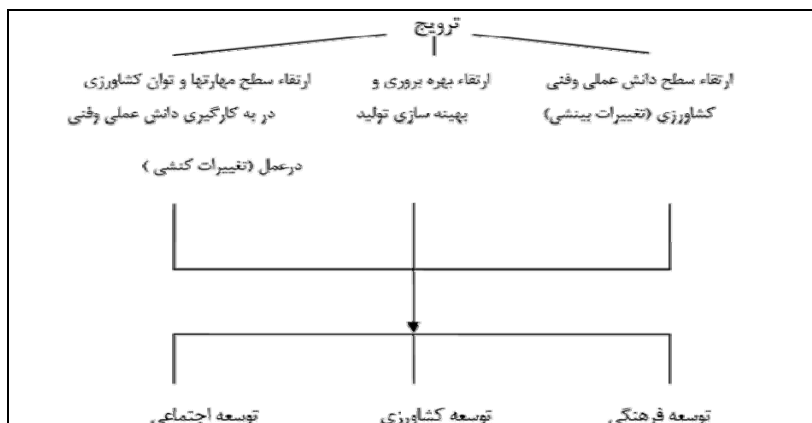 ترویج
ارتقاء سطح دانش عملی وفنی
کشاورزی (تغییرات بینشی)
ارتقاء بهره بروری و
بهینه سازی تولید
ارتقاء سطح مهارتها و توان کشاورزی
در به کارگیری دانش عملی وفنی
درعمل (تغییرات کنشی )
توسعه فرهنگی
توسعه کشاورزی
توسعه اجتماعی